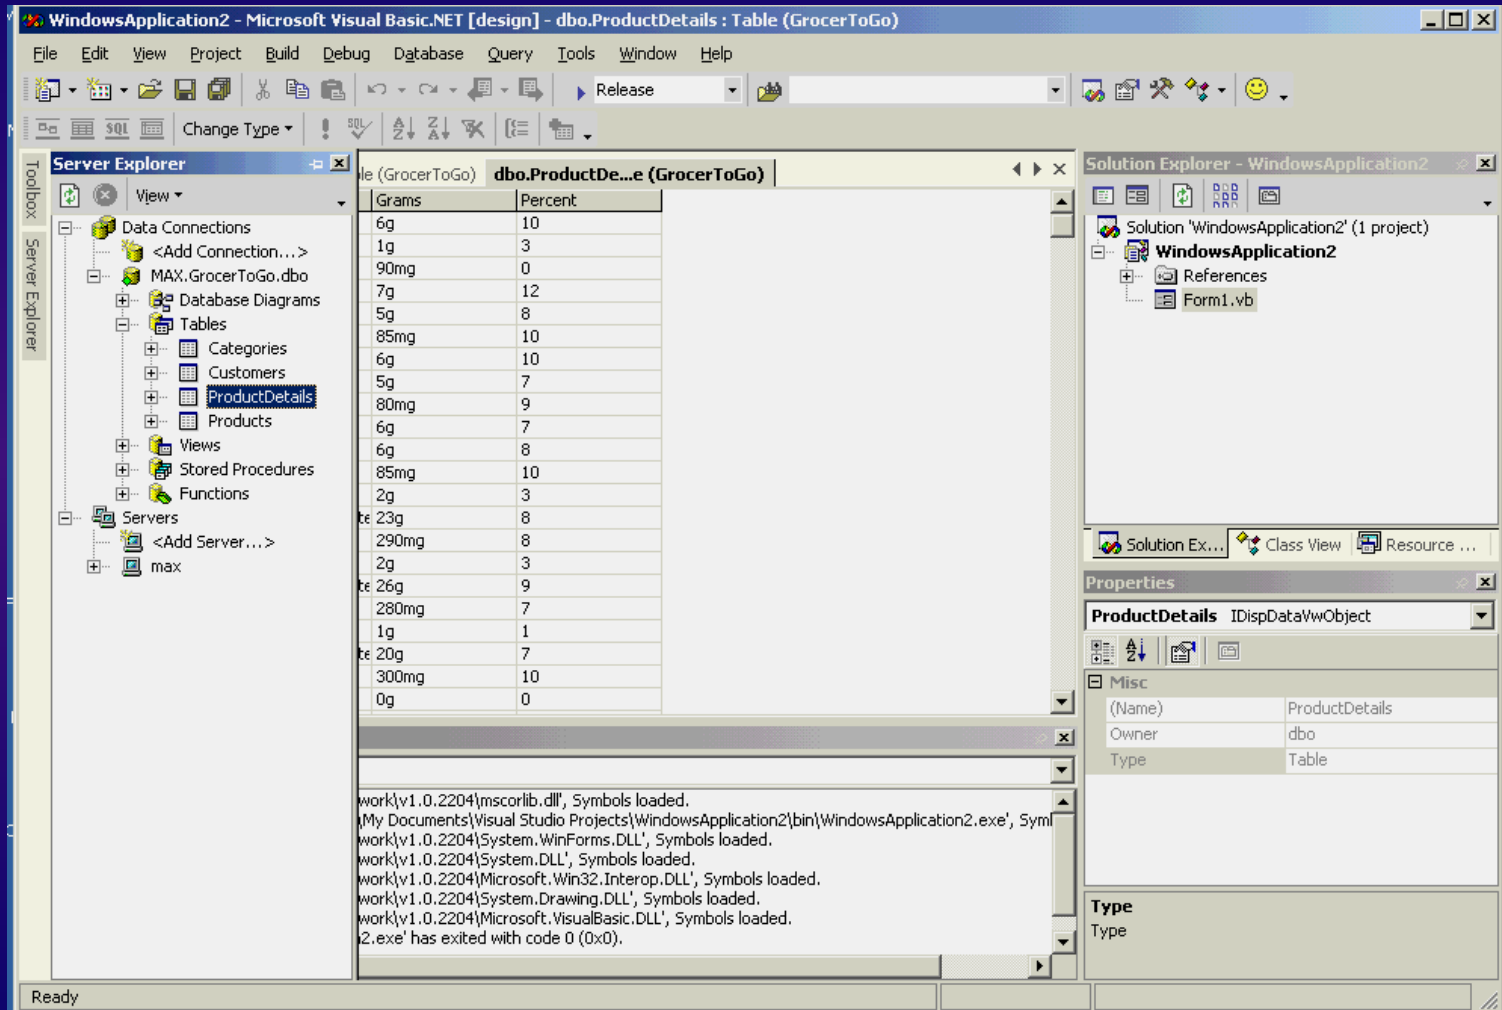 WindowsApplication2 - Microsoft Visual Basic.NET [design] - dbo.ProductDetails : Table (GrocerToGo)
File Edit View Project Build Debug Database Query Tools Window Help
Release
SQL Change Type
Toolbox
Server Explorer
Server Explorer
View
Data Connections
<Add Connection...>
MAX.GrocerToGo.dbo
Database Diagrams
Tables
Categories
Customers
ProductDetails
Products
Views
Stored Procedures
Functions
Servers
<Add Server...>
max
le (GrocerToGo) dbo.ProductDe...e (GrocerToGo)
Grams Percent
6g 10
1g 3
90mg 0
7g 12
5g 8
85mg 10
6g 10
5g 7
80mg 9
6g 7
6g 8
85mg 10
2g 3
te 23g 8
290mg 8
2g 3
te 26g 9
280mg 7
1g 1
te 20g 7
300mg 10
0g 0
work\v1.0.2204\mscorlib.dll', Symbols loaded.
\My Documents\Visual Studio Projects\WindowsApplication2\bin\WindowsApplication2.exe', Syml
work\v1.0.2204\System.WinForms.DLL', Symbols loaded.
work\v1.0.2204\System.DLL', Symbols loaded.
work\v1.0.2204\Microsoft.Win32.Interop.DLL', Symbols loaded.
work\v1.0.2204\System.Drawing.DLL', Symbols loaded.
work\v1.0.2204\Microsoft.VisualBasic.DLL', Symbols loaded.
2.exe' has exited with code 0 (0x0).
Solution Explorer - WindowsApplication2
Solution 'WindowsApplication2' (1 project)
WindowsApplication2
References
Form1.vb
Solution Ex... Class View Resource ...
Properties
ProductDetails IDispDataVwObject
Misc
(Name) ProductDetails
Owner dbo
Type Table
Type
Type
Ready